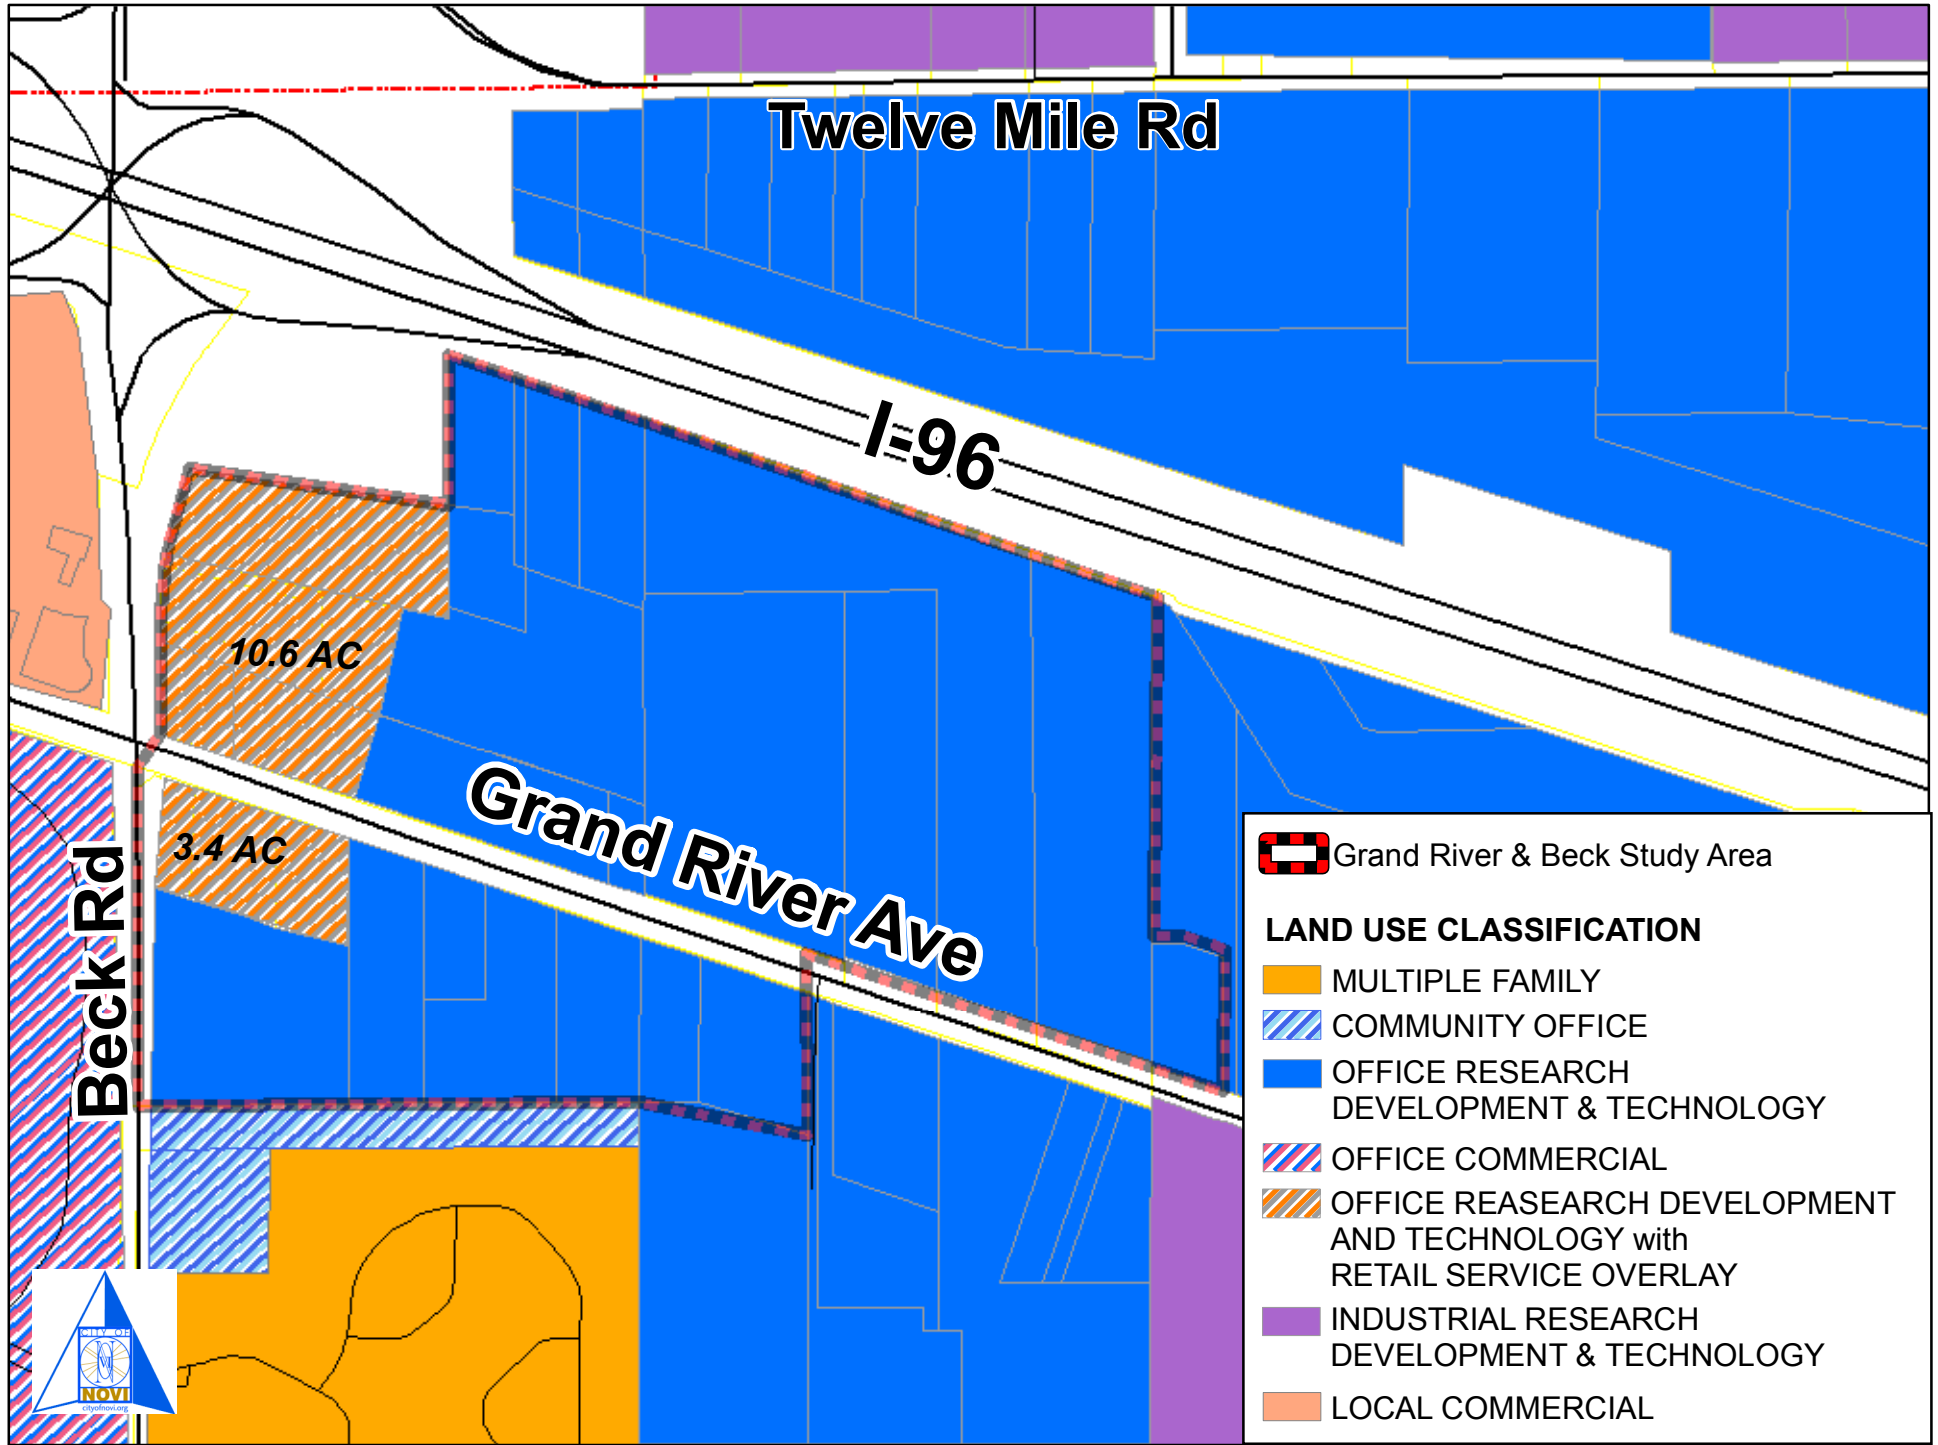 Twelve Mile Rd
I-96
10.6 AC
Grand River Ave
3.4 AC
Beck Rd
Grand River & Beck Study Area
LAND USE CLASSIFICATION
MULTIPLE FAMILY
COMMUNITY OFFICE
OFFICE RESEARCH
DEVELOPMENT & TECHNOLOGY
OFFICE COMMERCIAL
OFFICE REASEARCH DEVELOPMENT
AND TECHNOLOGY with
RETAIL SERVICE OVERLAY
INDUSTRIAL RESEARCH
DEVELOPMENT & TECHNOLOGY
LOCAL COMMERCIAL
CITY OF
NOVI
cityofnovi.org